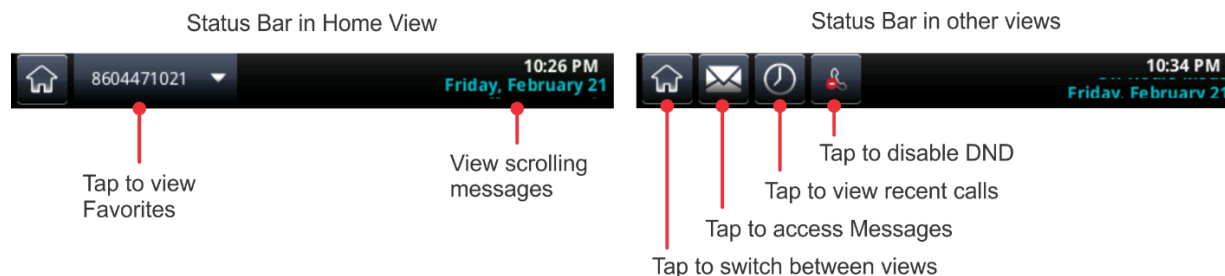 Status Bar in Home View
8604471021
10:26 PM
Friday, February 21
Tap to view
Favorites
View scrolling
messages
Status Bar in other views
10:34 PM
Friday, February 21
Tap to disable DND
Tap to view recent calls
Tap to access Messages
Tap to switch between views